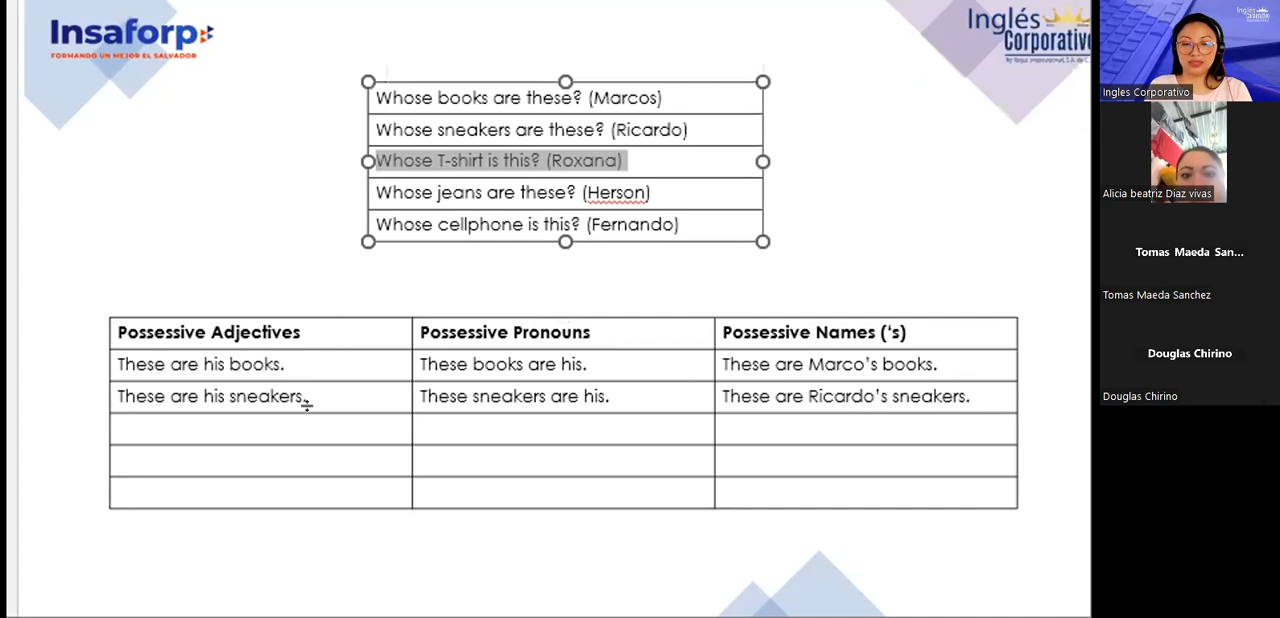 Insaforp
FORMANDO UN MEJOR EL SALVADOR
Inglés
Corporativo
Whose books are these? (Marcos)
Whose sneakers are these? (Ricardo)
Whose T-shirt is this? (Roxana)
Whose jeans are these? (Herson)
Whose cellphone is this? (Fernando)
Possessive Adjectives
Possessive Pronouns
Possessive Names ('s)
These are his books.
These books are his.
These are Marco's books.
These are his sneakers.
These sneakers are his.
These are Ricardo's sneakers.
Ingles Corporativo
Alicia beatriz Diaz vivas
Tomas Maeda San...
Tomas Maeda Sanchez
Douglas Chirino
Douglas Chirino